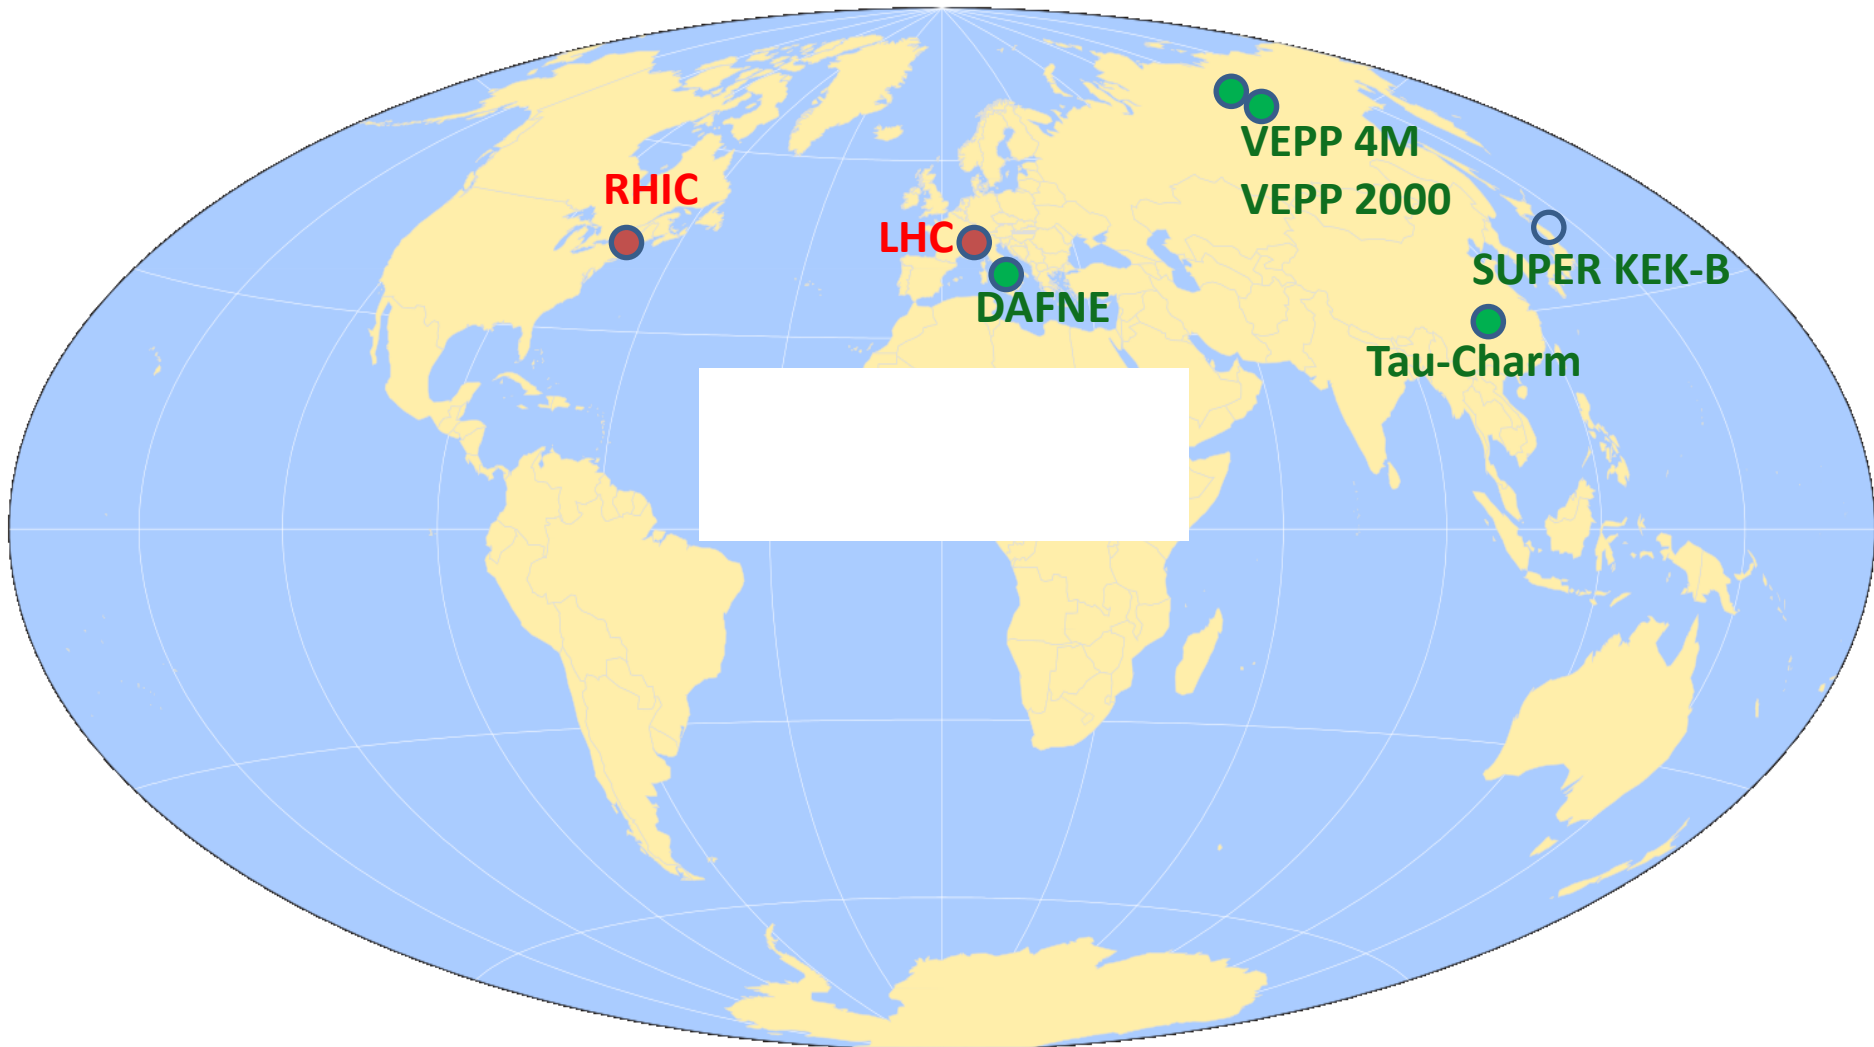 VEPP 4M
VEPP 2000
RHIC
LHC
SUPER KEK-B
DAFNE
Tau-Charm